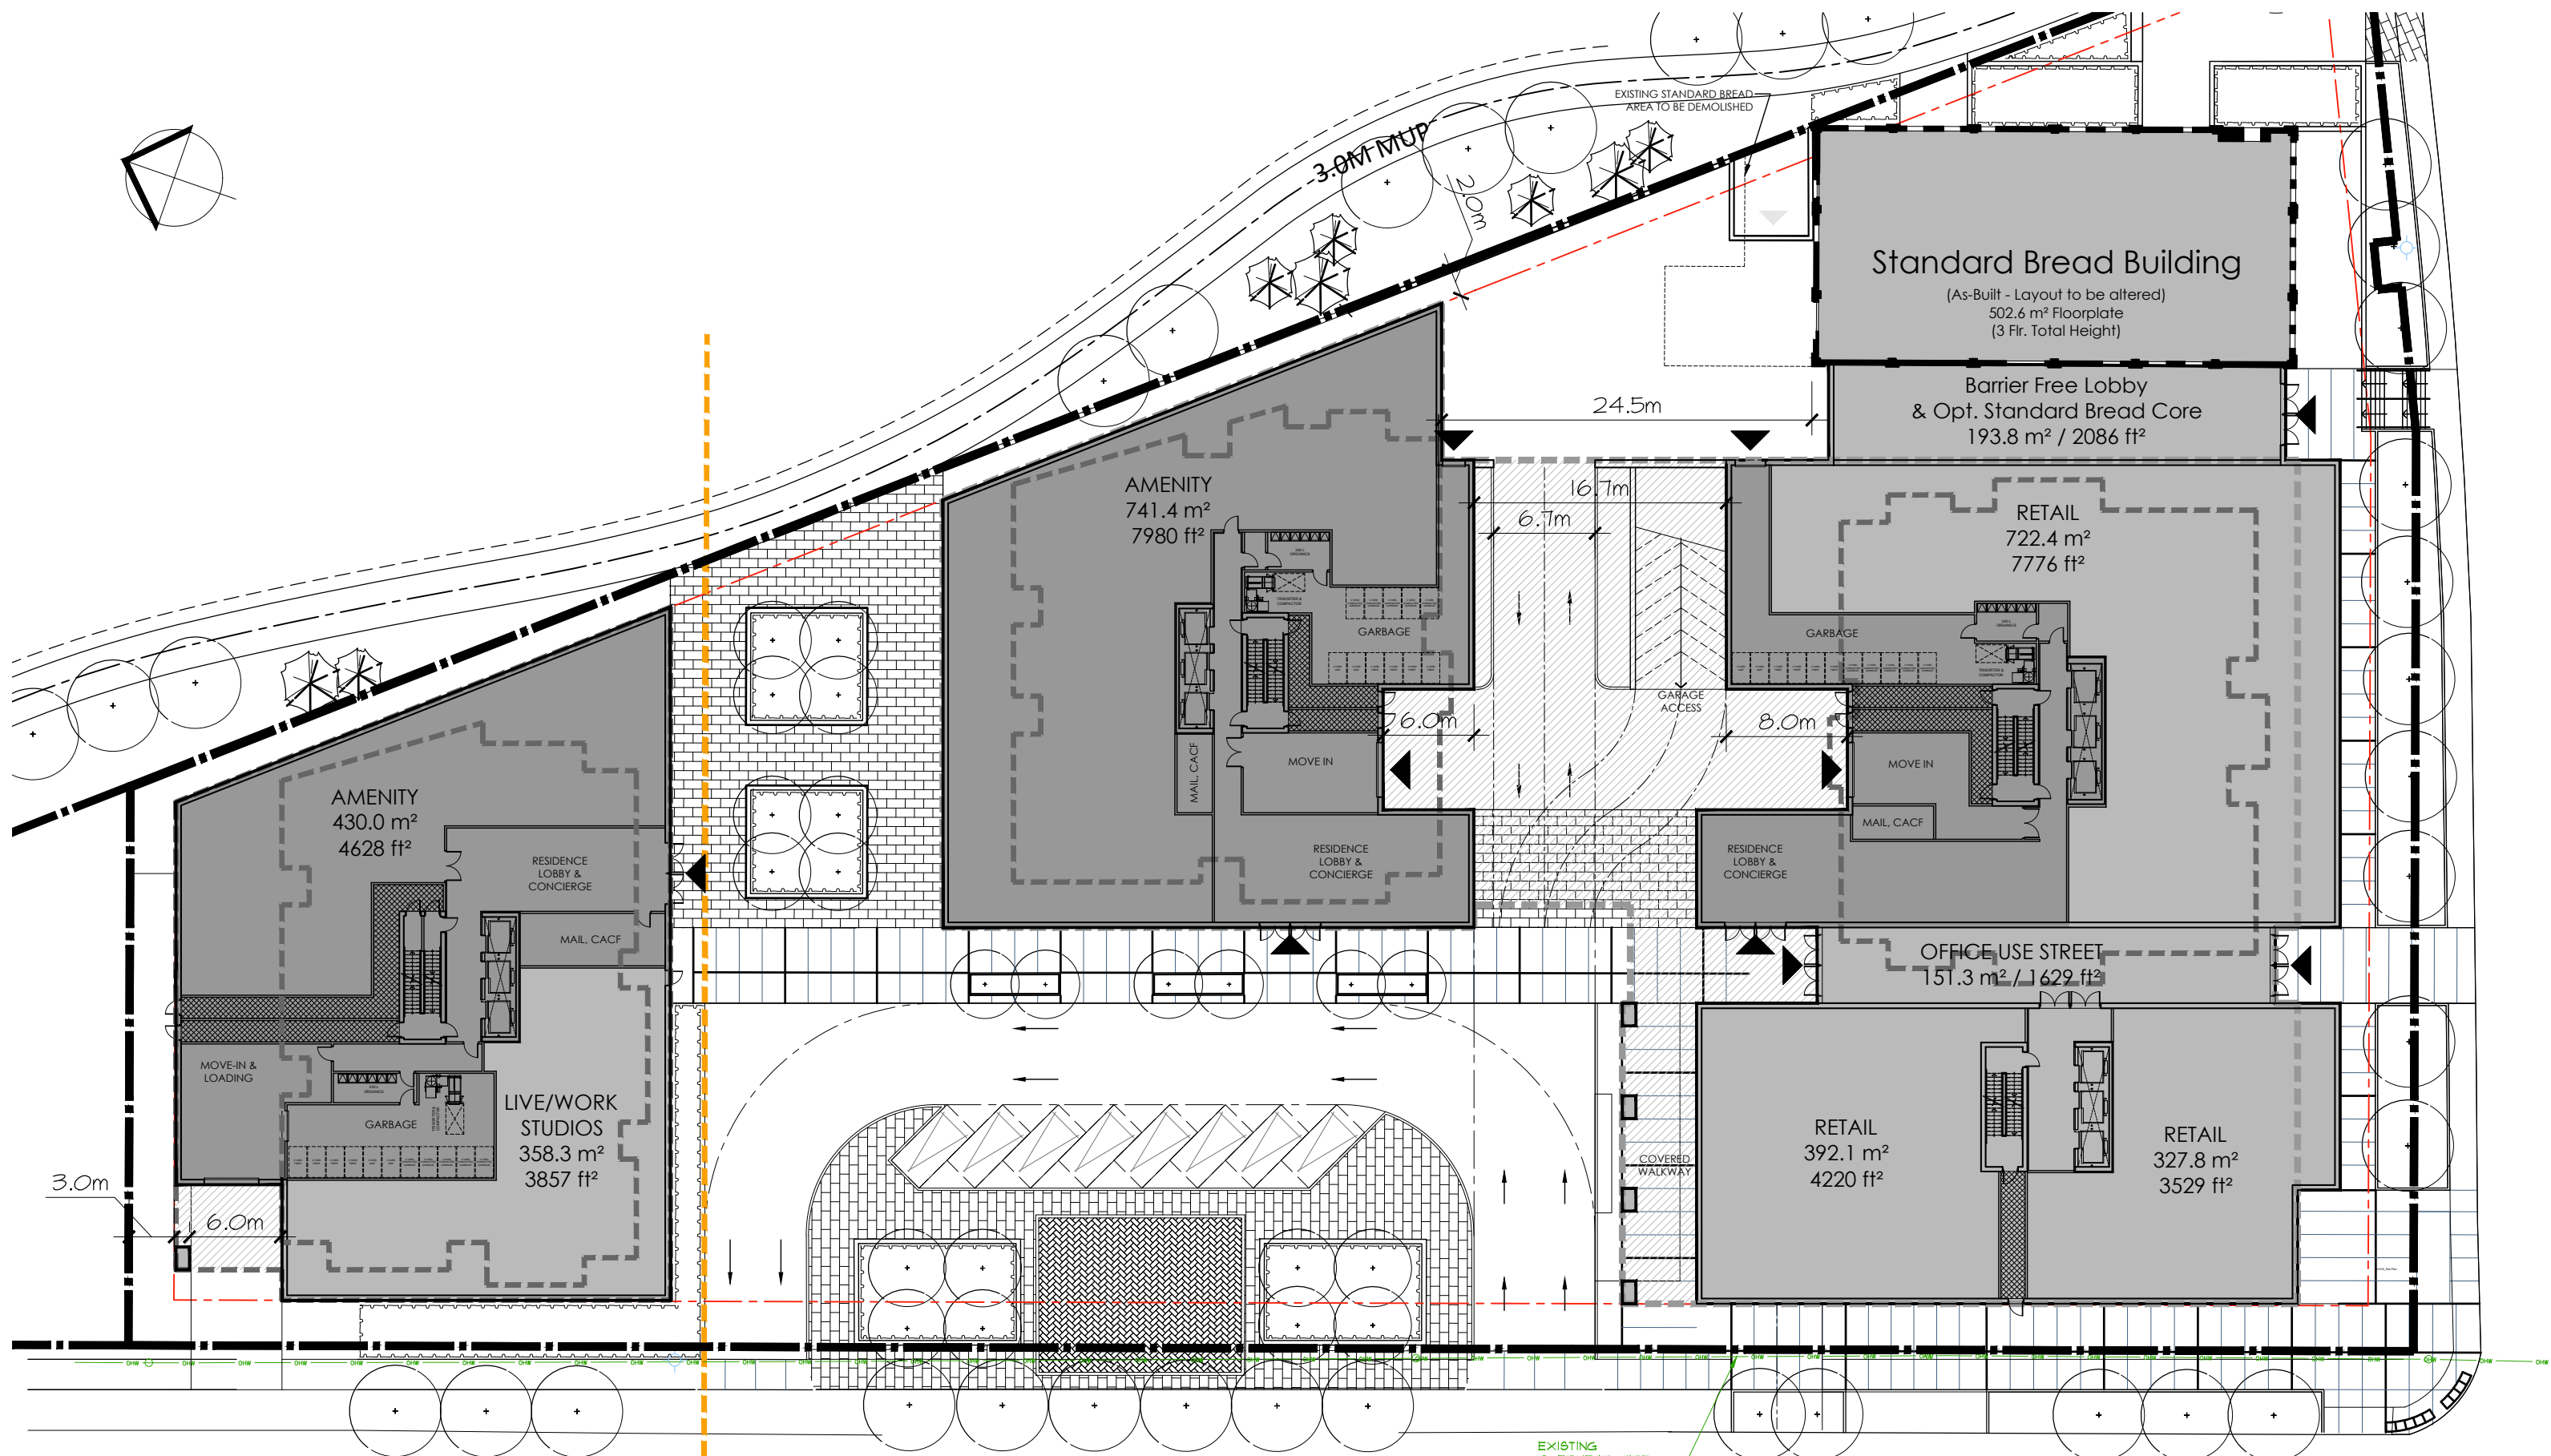 EXISTING STANDARD BREAD
AREA TO BE DEMOLISHED
3.0M MUP
2.0m
Standard Bread Building
(As-Built - Layout to be altered)
502.6 m² Floorplate
(3 Flr. Total Height)
Barrier Free Lobby
& Opt. Standard Bread Core
193.8 m² / 2086 ft²
24.5m
AMENITY
741.4 m²
7980 ft²
16.7m
6.7m
RETAIL
722.4 m²
7776 ft²
GARBAGE
GARBAGE
GARAGE
ACCESS
6.0m
8.0m
MAIL, CACF
MOVE IN
MOVE IN
MAIL, CACF
RESIDENCE
LOBBY &
CONCIERGE
RESIDENCE
LOBBY &
CONCIERGE
AMENITY
430.0 m²
4628 ft²
RESIDENCE
LOBBY &
CONCIERGE
MAIL, CACF
OFFICE USE STREET
151.3 m² / 1629 ft²
MOVE-IN &
LOADING
GARBAGE
LIVE/WORK
STUDIOS
358.3 m²
3857 ft²
3.0m
6.0m
COVERED
WALKWAY
RETAIL
392.1 m²
4220 ft²
RETAIL
327.8 m²
3529 ft²
OHW
EXISTING